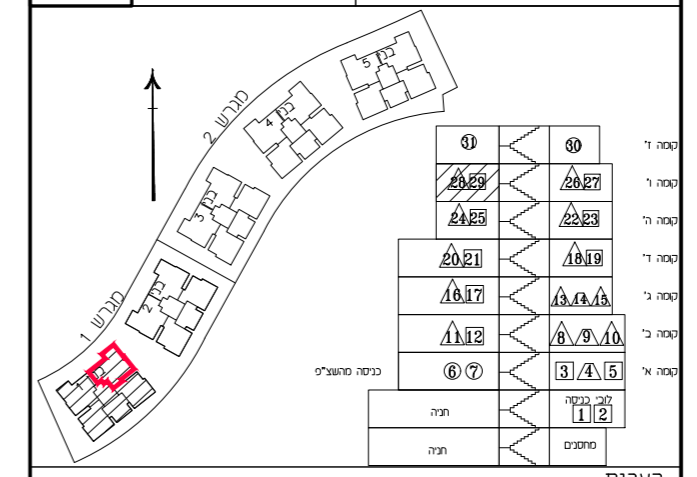 מגרש 2
בנין 5
בנין 4
בנין 3
מגרש 1
בנין 2
1
31 30 קומה ז'
28 29 26 27 קומה ו'
24 25 22 23 קומה ה'
20 21 18 19 קומה ד'
16 17 13 14 15 קומה ג'
11 12 8 9 10 קומה ב'
כניסה מהשצ"פ 6 7 3 4 5 קומה א'
חניה לובי כניסה
1 2
חניה מחסנים